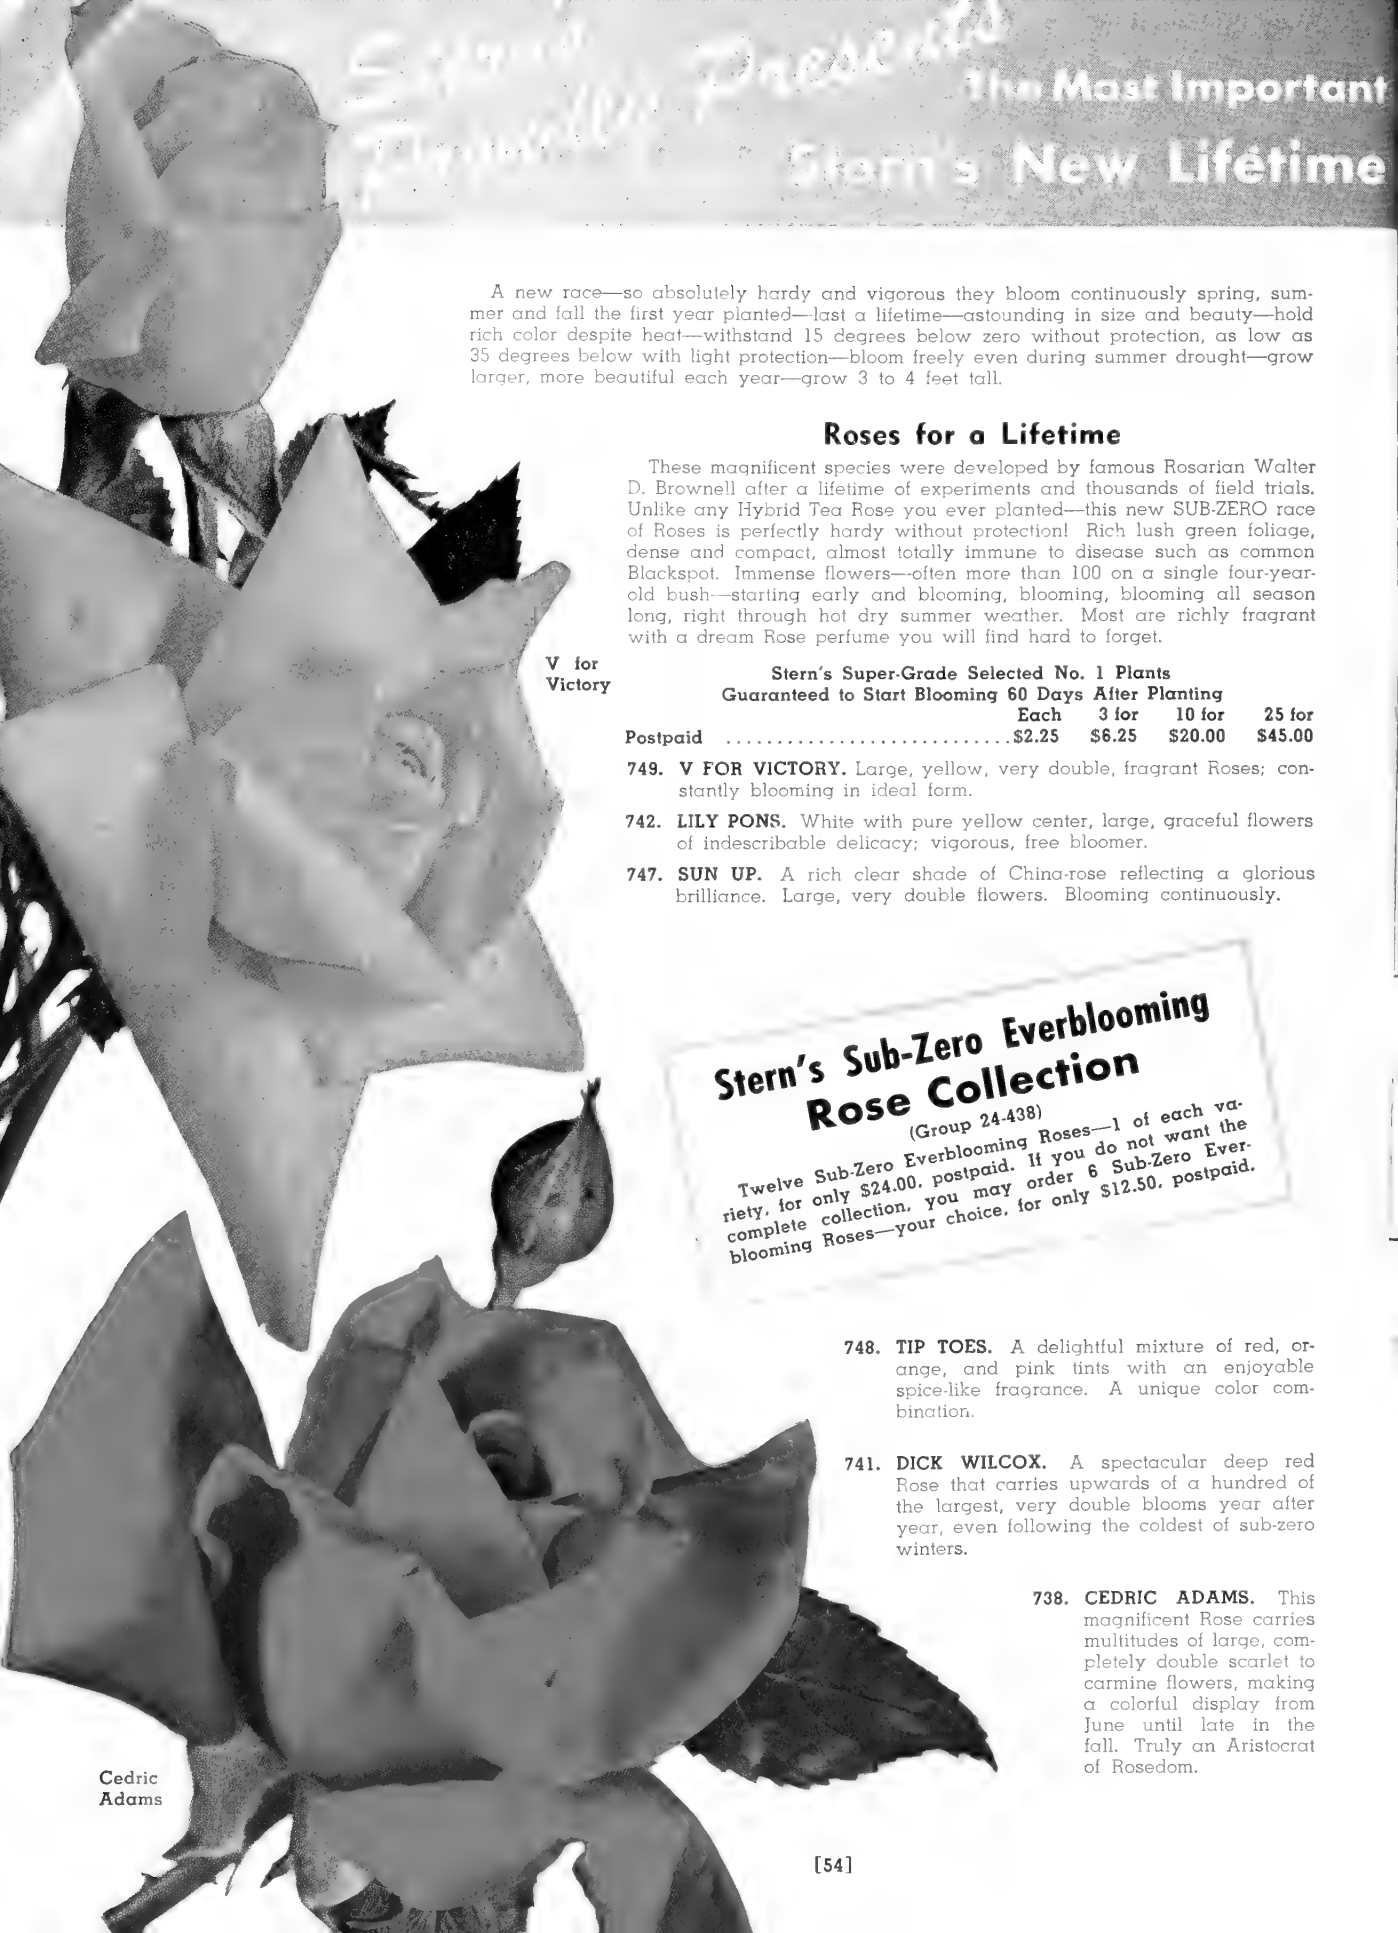 Presents
The Most Important
Stern's New Lifetime
A new race—so absolutely hardy and vigorous they bloom continuously spring, sum-
mer and fall the first year planted—last a lifetime—astounding in size and beauty—hold
rich color despite heat—withstand 15 degrees below zero without protection, as low as
35 degrees below with light protection—bloom freely even during summer drought—grow
larger, more beautiful each year—grow 3 to 4 feet tall.
Roses for a Lifetime
These magnificent species were developed by famous Rosarian Walter
D. Brownell after a lifetime of experiments and thousands of field trials.
Unlike any Hybrid Tea Rose you ever planted—this new SUB-ZERO race
of Roses is perfectly hardy without protection! Rich lush green foliage,
dense and compact, almost totally immune to disease such as common
Blackspot. Immense flowers—often more than 100 on a single four-year-
old bush—starting early and blooming, blooming, blooming all season
long, right through hot dry summer weather. Most are richly fragrant
with a dream Rose perfume you will find hard to forget.
V for
Victory
Stern's Super-Grade Selected No. 1 Plants
Guaranteed to Start Blooming 60 Days After Planting
Each 3 for 10 for 25 for
Postpaid ............................$2.25 $6.25 $20.00 $45.00
749. V FOR VICTORY. Large, yellow, very double, fragrant Roses; con-
stantly blooming in ideal form.
742. LILY PONS. White with pure yellow center, large, graceful flowers
of indescribable delicacy; vigorous, free bloomer.
747. SUN UP. A rich clear shade of China-rose reflecting a glorious
brilliance. Large, very double flowers. Blooming continuously.
Stern's Sub-Zero Everblooming
Rose Collection
(Group 24-438)
Twelve Sub-Zero Everblooming Roses—1 of each va-
riety, for only $24.00, postpaid. If you do not want the
complete collection, you may order 6 Sub-Zero Ever-
blooming Roses—your choice, for only $12.50, postpaid.
748. TIP TOES. A delightful mixture of red, or-
ange, and pink tints with an enjoyable
spice-like fragrance. A unique color com-
bination.
741. DICK WILCOX. A spectacular deep red
Rose that carries upwards of a hundred of
the largest, very double blooms year after
year, even following the coldest of sub-zero
winters.
738. CEDRIC ADAMS. This
magnificent Rose carries
multitudes of large, com-
pletely double scarlet to
carmine flowers, making
a colorful display from
June until late in the
fall. Truly an Aristocrat
of Rosedom.
Cedric
Adams
[54]